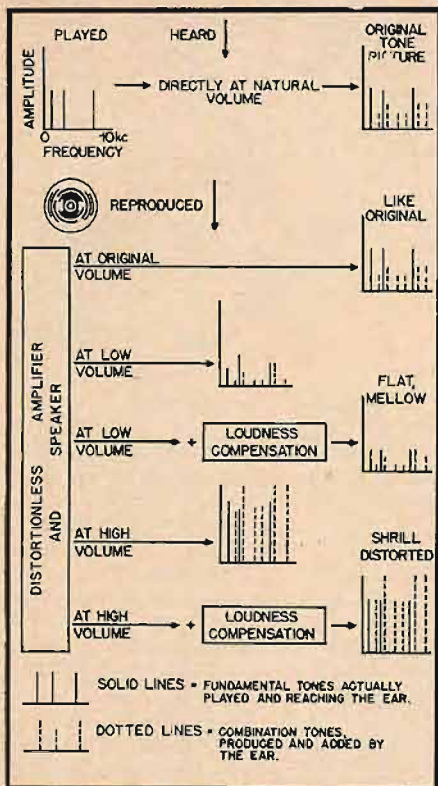 PLAYED
HEARD
ORIGINAL
TONE
PICTURE
AMPLITUDE
DIRECTLY AT NATURAL
VOLUME
0
10kc
FREQUENCY
REPRODUCED
LIKE
ORIGINAL
DISTORTIONLESS AMPLIFIER
AND SPEAKER
AT ORIGINAL
VOLUME
AT LOW
VOLUME
FLAT,
MELLOW
AT LOW
VOLUME
+
LOUDNESS
COMPENSATION
AT HIGH
VOLUME
SHRILL
DISTORTED
AT HIGH
VOLUME
+
LOUDNESS
COMPENSATION
SOLID LINES = FUNDAMENTAL TONES ACTUALLY
PLAYED AND REACHING THE EAR.
DOTTED LINES = COMBINATION TONES,
PRODUCED AND ADDED BY
THE EAR.